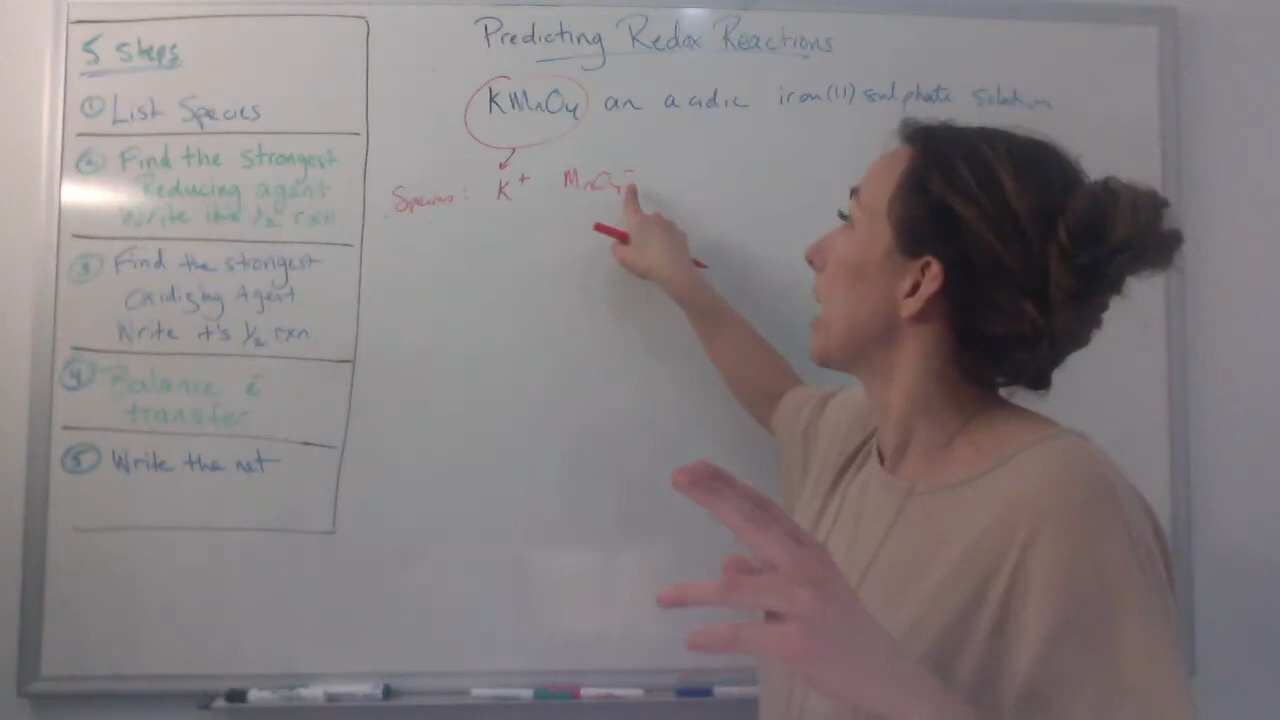 Predicting Redox Reactions
KMnO4 an acidic iron(II) sulphate solution
Species: K+ MnO4-
5 Steps
① List Species
② Find the strongest
Reducing agent
Write its 1/2 rxn
③ Find the strongest
Oxidizing Agent
Write it's 1/2 rxn.
④ Balance ē
transfer
⑤ Write the net